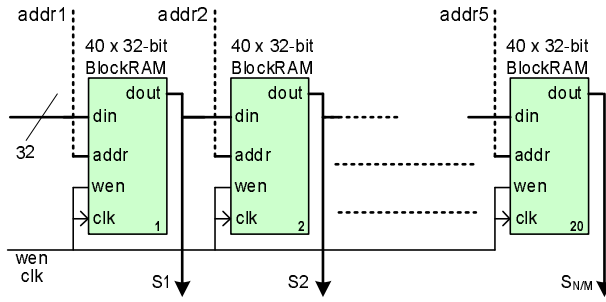 addr1 addr2 addr5
40 x 32-bit 40 x 32-bit 40 x 32-bit
BlockRAM BlockRAM BlockRAM
dout dout dout
din din din
32
addr addr addr
wen wen wen
clk clk clk
1 2 20
wen
clk
S1 S2 SN/M